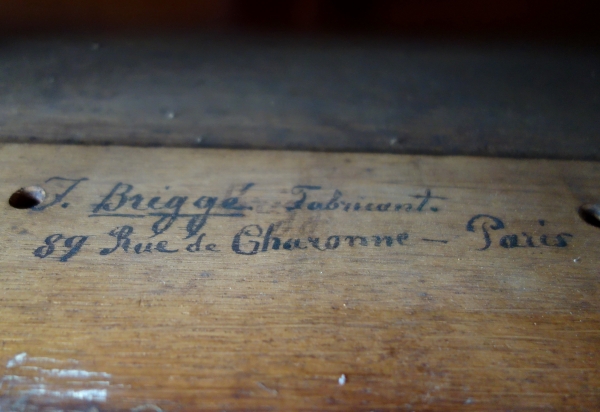 J. Briggé. Fabricant.
89 Rue de Charonne - Paris